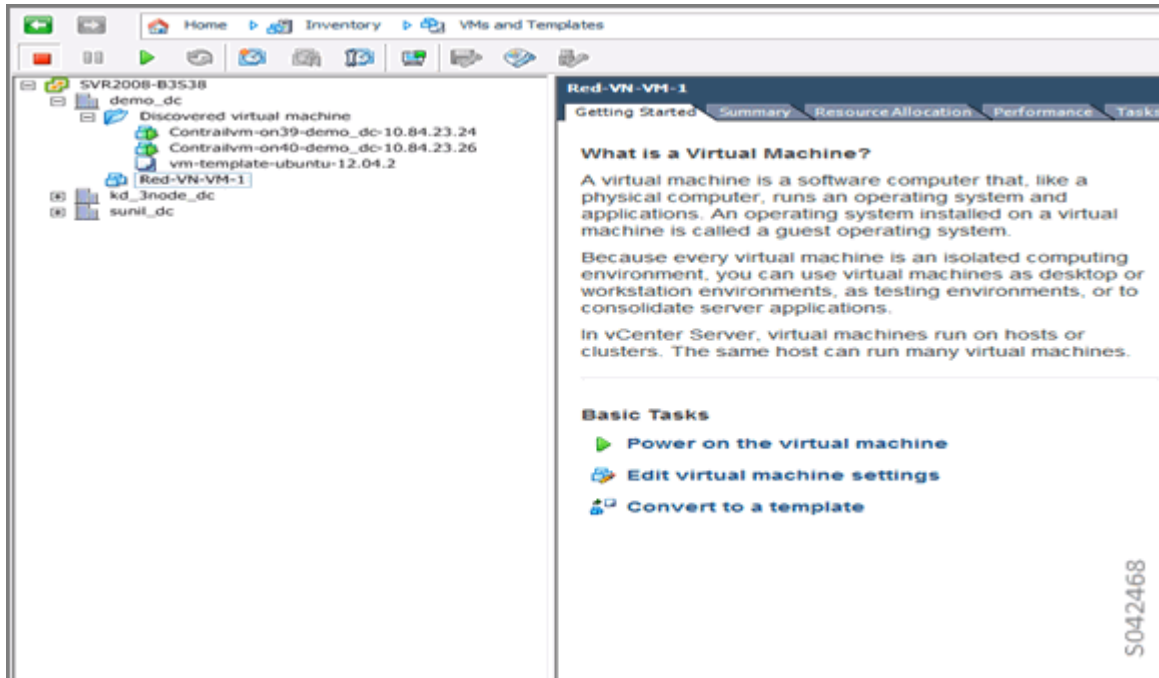 Home Inventory VMs and Templates
SVR2008-B3S38
demo_dc
Discovered virtual machine
Contrailvm-on39-demo_dc-10.84.23.24
Contrailvm-on40-demo_dc-10.84.23.26
vm-template-ubuntu-12.04.2
Red-VN-VM-1
kd_3node_dc
sunil_dc
Red-VN-VM-1
Getting Started Summary Resource Allocation Performance Tasks
What is a Virtual Machine?
A virtual machine is a software computer that, like a
physical computer, runs an operating system and
applications. An operating system installed on a virtual
machine is called a guest operating system.
Because every virtual machine is an isolated computing
environment, you can use virtual machines as desktop or
workstation environments, as testing environments, or to
consolidate server applications.
In vCenter Server, virtual machines run on hosts or
clusters. The same host can run many virtual machines.
Basic Tasks
Power on the virtual machine
Edit virtual machine settings
Convert to a template
S042468